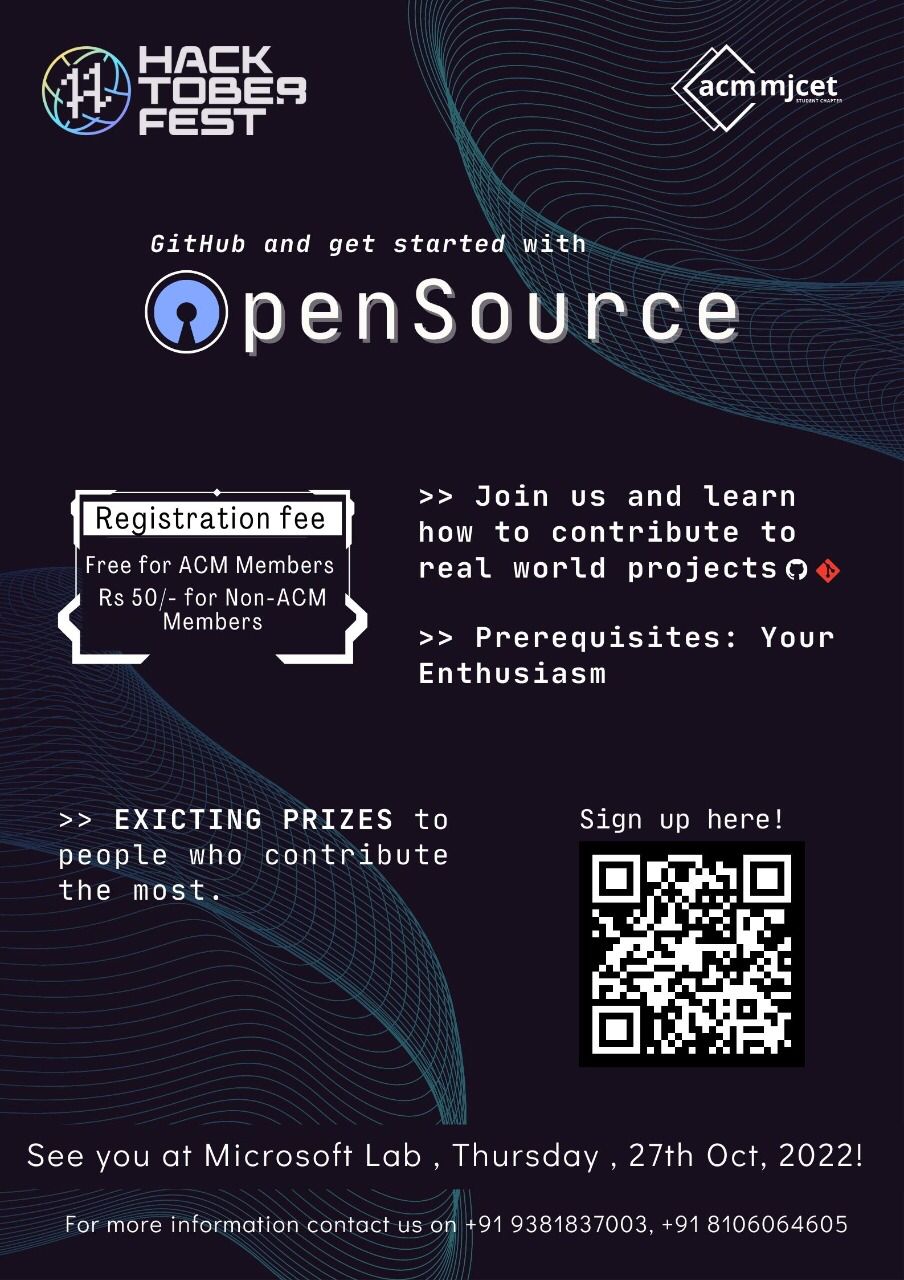 HACK
TOBER
FEST
acm mjcet
STUDENT CHAPTER
GitHub and get started with
penSource
Registration fee
Free for ACM Members
Rs 50/- for Non-ACM
Members
>> Join us and learn
how to contribute to
real world projects
>> Prerequisites: Your
Enthusiasm
>> EXICTING PRIZES to
people who contribute
the most.
Sign up here!
See you at Microsoft Lab , Thursday , 27th Oct, 2022!
For more information contact us on +91 9381837003, +91 8106064605